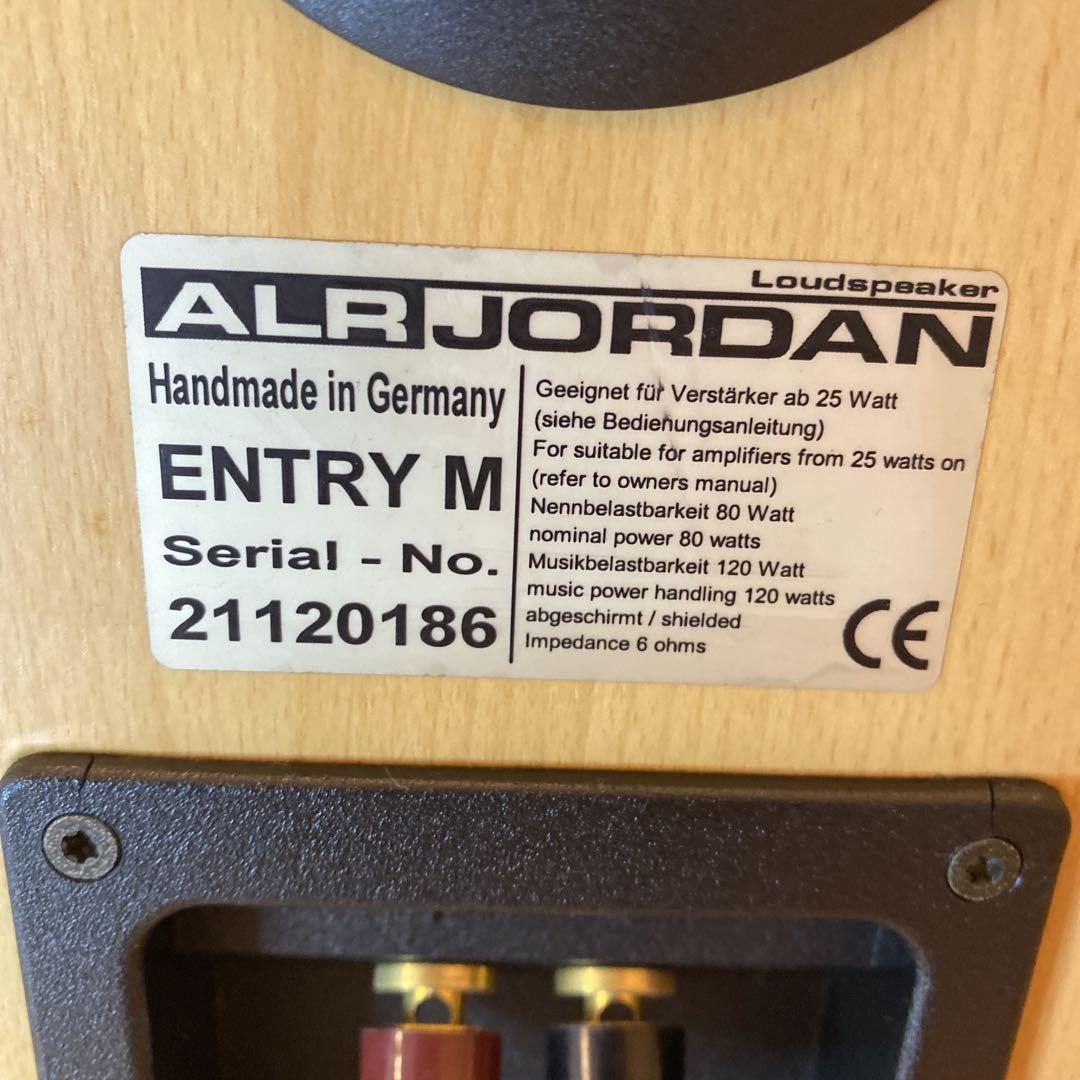 Loudspeaker
ALR JORDAN
Handmade in Germany
ENTRY M
Serial - No.
21120186
Geeignet für Verstärker ab 25 Watt
(siehe Bedienungsanleitung)
For suitable for amplifiers from 25 watts on
(refer to owners manual)
Nennbelastbarkeit 80 Watt
nominal power 80 watts
Musikbelastbarkeit 120 Watt
music power handling 120 watts
abgeschirmt / shielded
Impedance 6 ohms
CE